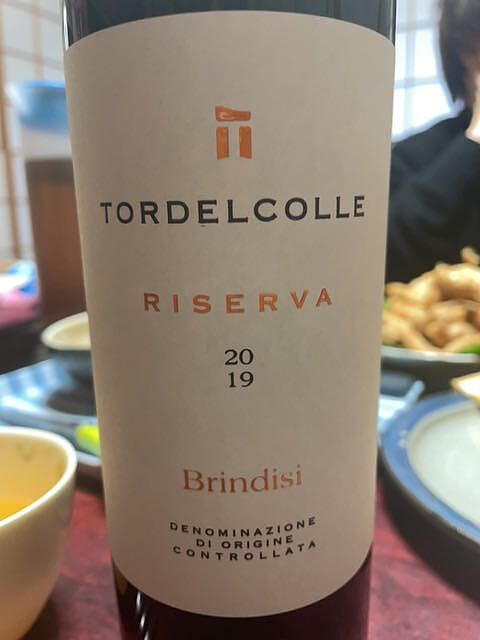 TORDELCOLLE
RISERVA
20
19
Brindisi
DENOMINAZIONE
DI ORIGINE
CONTROLLATA